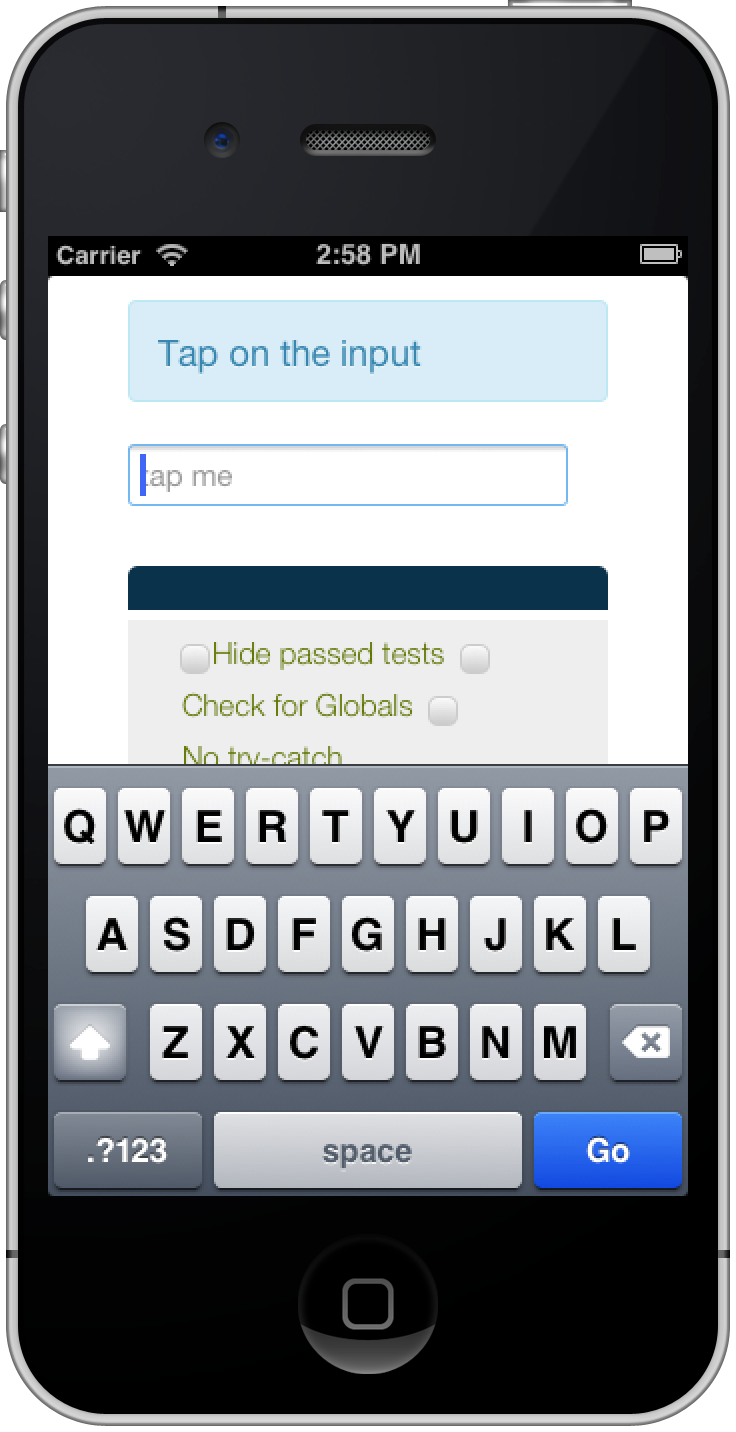 Carrier 2:58 PM
Tap on the input
tap me
Hide passed tests
Check for Globals
No try-catch
Q W E R T Y U I O P
A S D F G H J K L
Z X C V B N M
.?123 space Go